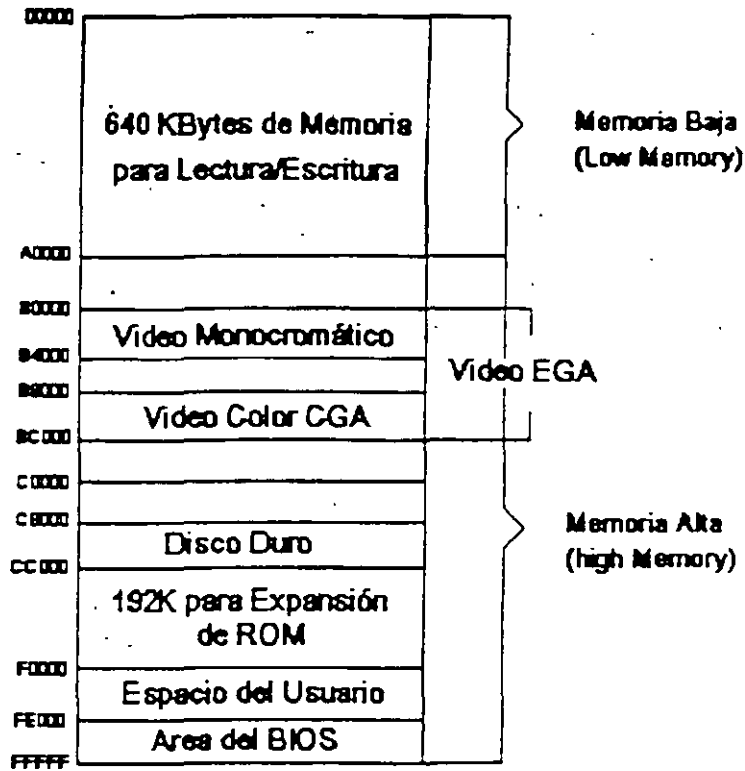 00000
640 KBytes de Memoria
para Lectura/Escritura
Memoria Baja
(Low Memory)
A0000
B0000
Video Monocromático
B4000
Video EGA
B8000
Video Color CGA
BC000
C0000
C8000
Disco Duro
Memoria Alta
(high Memory)
CC000
192K para Expansión
de ROM
F0000
Espacio del Usuario
FE000
Area del BIOS
FFFFF